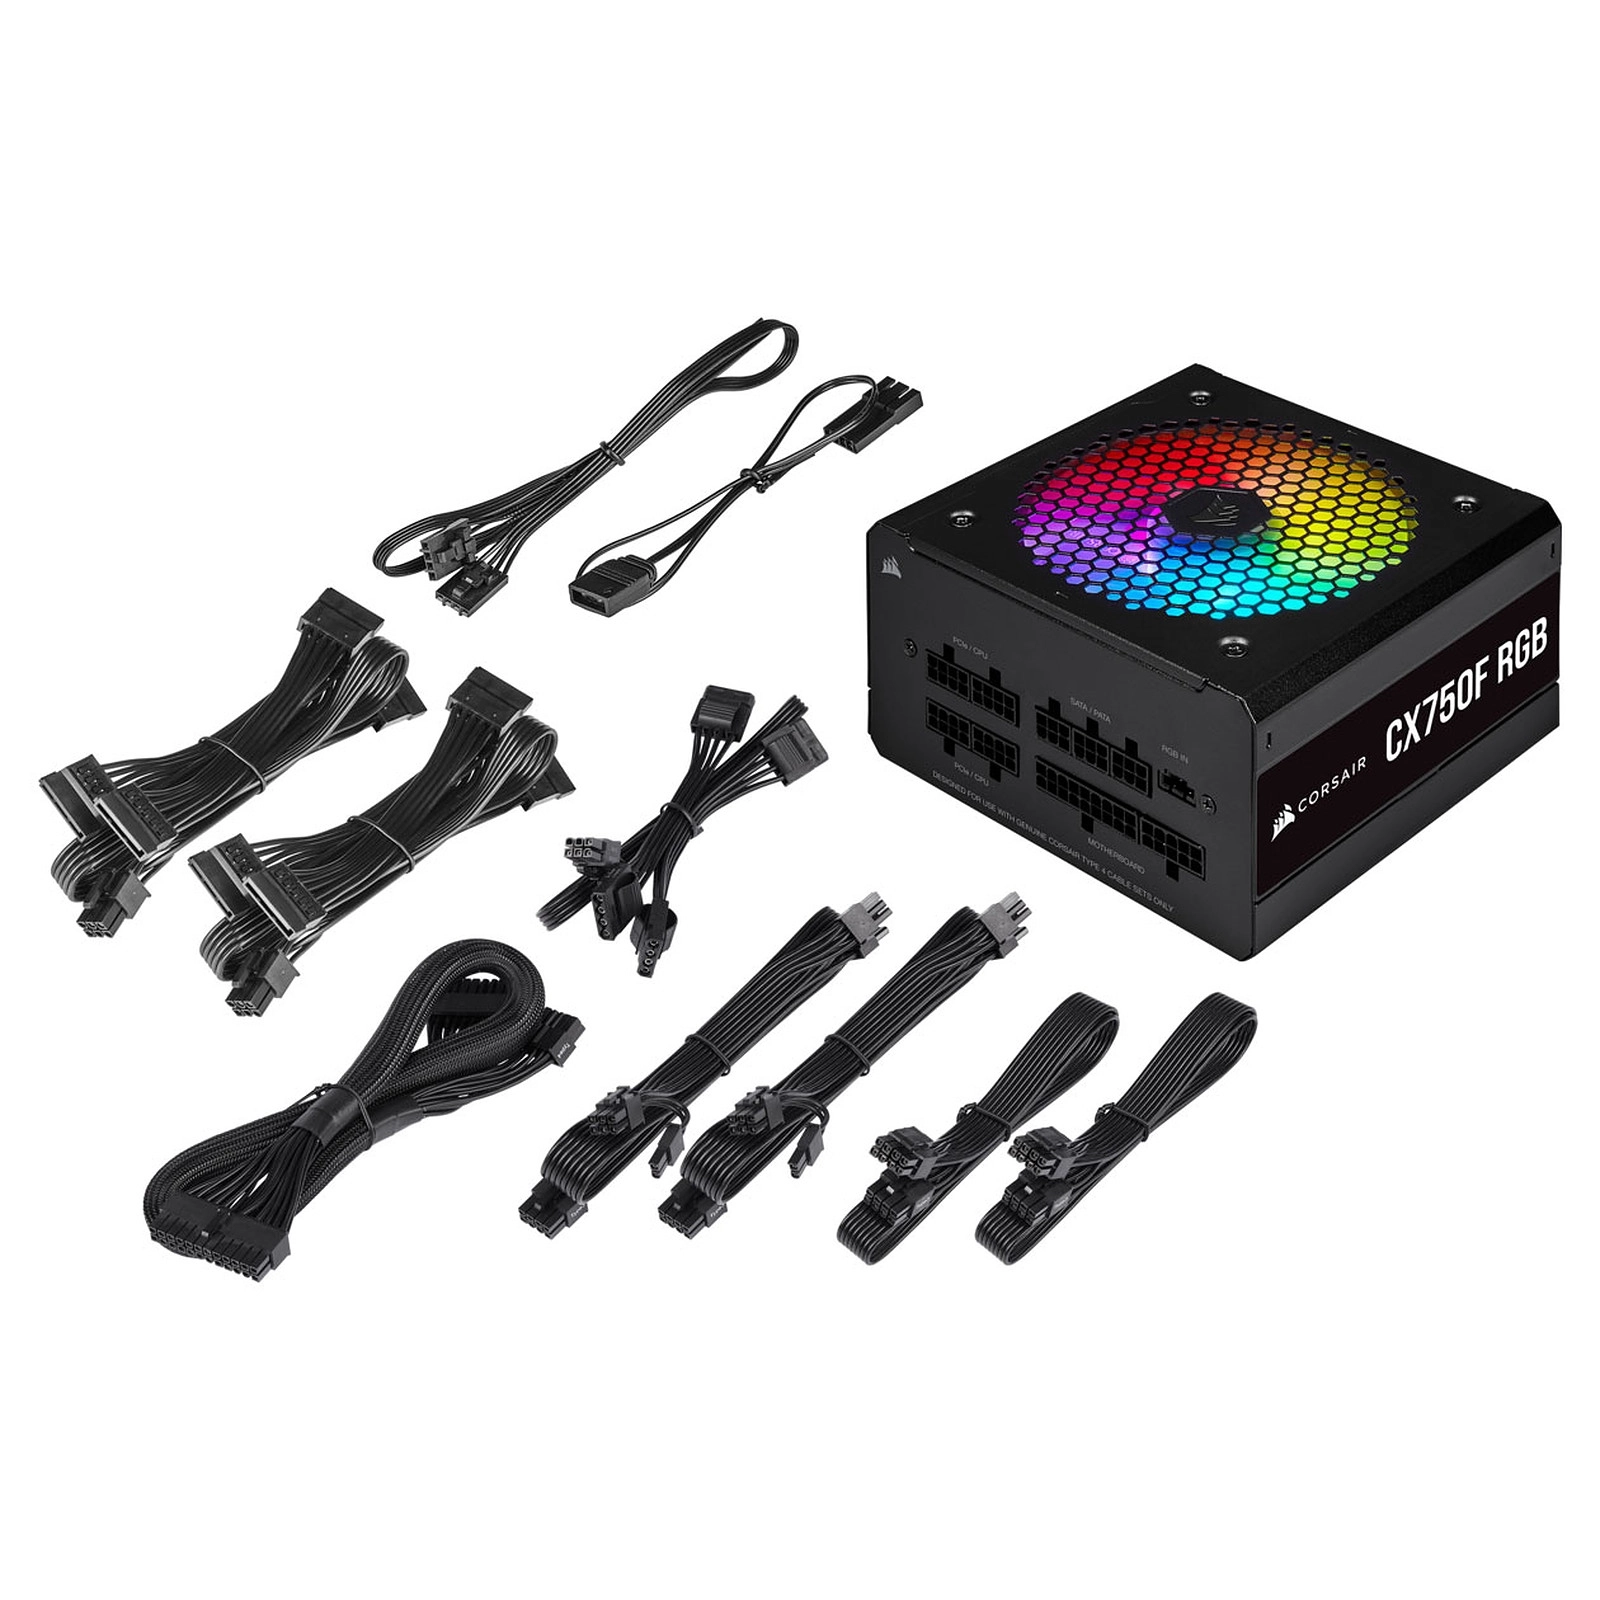 PCIe / CPU
SATA / PATA
RGB IN
PCIe / CPU
MOTHERBOARD
DESIGNED FOR USE WITH GENUINE CORSAIR TYPE 4 CABLE SETS ONLY
CORSAIR
CX750F RGB